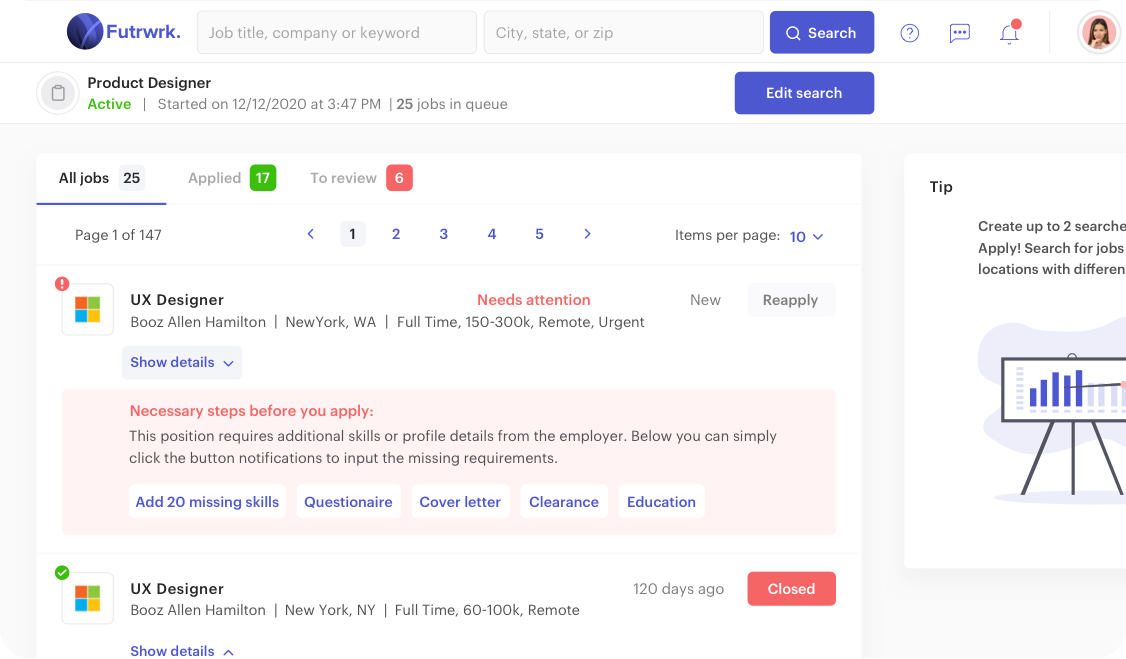 Futrwrk.
Job title, company or keyword
City, state, or zip
Search
Product Designer
Active | Started on 12/12/2020 at 3:47 PM | 25 jobs in queue
Edit search
All jobs 25 Applied 17 To review 6
Page 1 of 147
1 2 3 4 5
Items per page: 10
UX Designer
Needs attention
New
Reapply
Booz Allen Hamilton | NewYork, WA | Full Time, 150-300k, Remote, Urgent
Show details
Necessary steps before you apply:
This position requires additional skills or profile details from the employer. Below you can simply
click the button notifications to input the missing requirements.
Add 20 missing skills Questionaire Cover letter Clearance Education
UX Designer
120 days ago
Closed
Booz Allen Hamilton | New York, NY | Full Time, 60-100k, Remote
Show details
Tip
Create up to 2 searche
Apply! Search for jobs
locations with differen